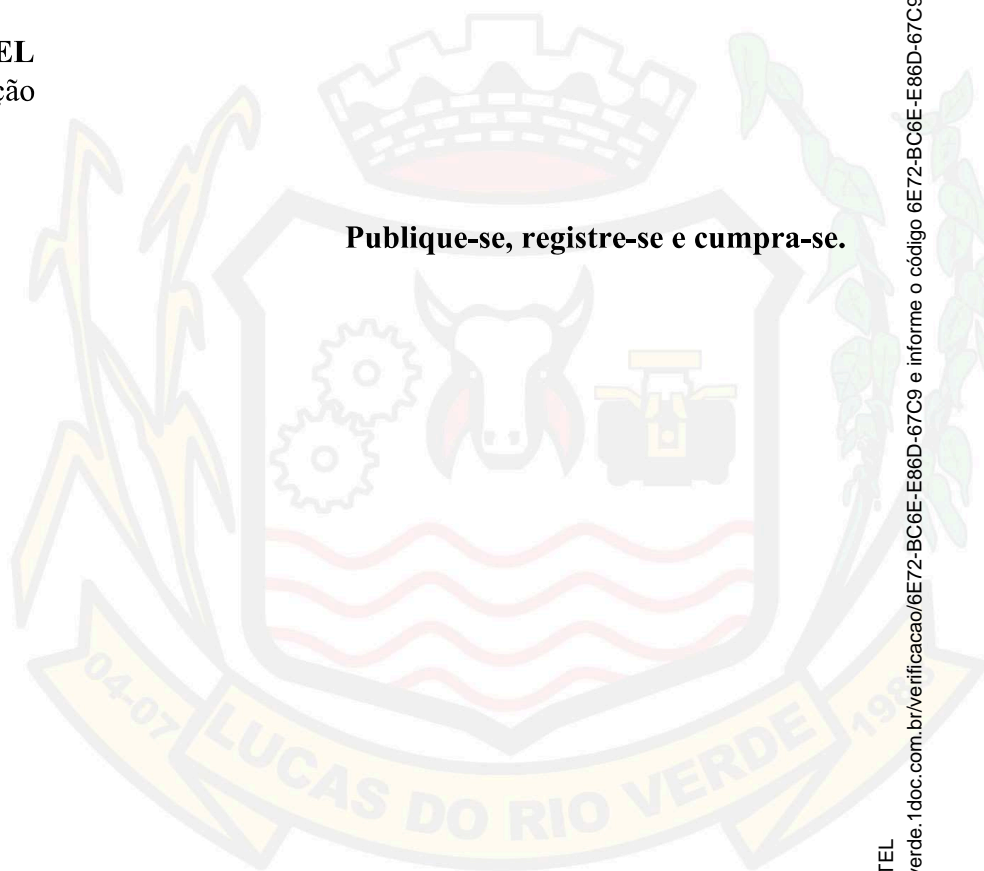 EL
ção
Publique-se, registre-se e cumpra-se.
04-07
LUCAS DO RIO VERDE
TEL
verde.1doc.com.br/verificacao/6E72-BC6E-E86D-67C9 e informe o código 6E72-BC6E-E86D-67C9